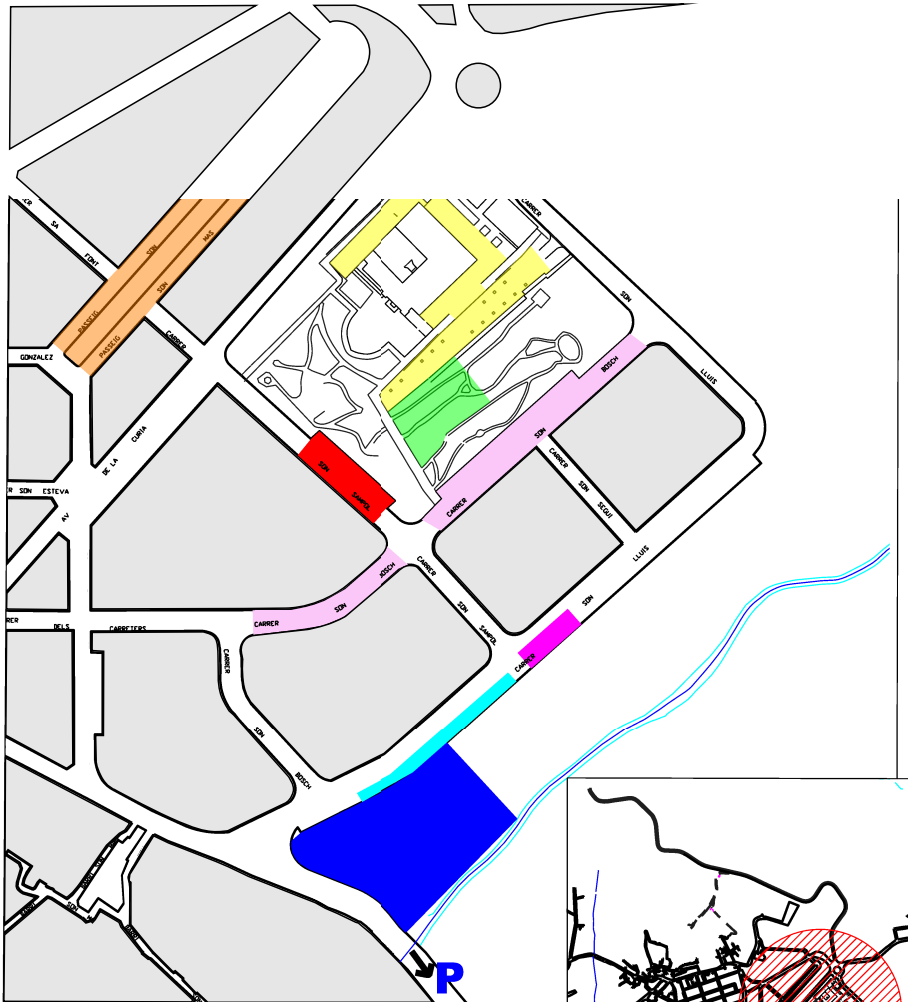 CARRER
SA
FONT
SON
MAS
PASSEIG
SON
PASSEIG
CARRER
GONZALEZ
SON
LLUIS
BOSCH
SON
CARRER
CURIA
DE LA
AV
SON ESTEVA
SON
SAMPOL
CARRER
SON
SEGUI
LLUIS
SON
CARRER
BOSCH
SON
CARRER
CARRER
SON
SAMPOL
DELS
CARRETERS
CARRER
SON
BOSCH
P